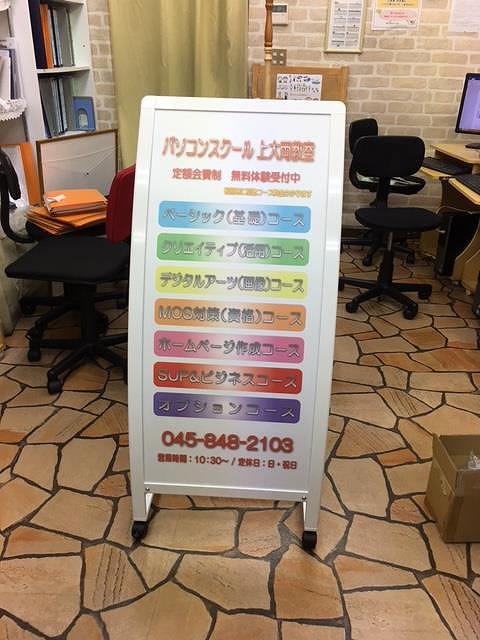 パソコンスクール 上大岡教室
定額会費制 無料体験受付中
ベーシック(基礎)コース
クリエイティブ(活用)コース
デジタルアーツ(画像)コース
MOS対策(資格)コース
ホームページ作成コース
SUP&ビジネスコース
オプションコース
045-848-2103
営業時間：10:30～ / 定休日：日・祝日